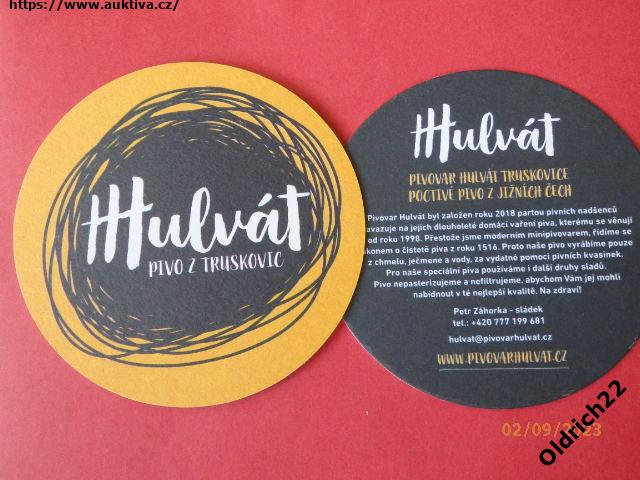 https://www.auktiva.cz/
Hulvát
PIVO Z TRUSKOVIC
Hulvát
PIVOVAR HULVÁT TRUSKOVICE
POCTIVÉ PIVO Z JIŽNÍCH ČECH
Pivovar Hulvát byl založen roku 2018 partou pivních nadšenců
avazuje na jejich dlouholeté domácí vaření piva, kterému se věnují
od roku 1998. Přestože jsme moderním minipivovarem, řídíme se
konem o čistotě piva z roku 1516. Proto naše pivo vyrábíme pouze
z chmelu, ječmene a vody, za vydatné pomoci pivních kvasinek.
Pro naše speciální piva používáme i další druhy sladů.
Pivo nepasterizujeme a nefiltrujeme, abychom Vám jej mohli
nabídnout v té nejlepší kvalitě. Na zdraví!
Petr Záhorka - sládek
tel.: +420 777 199 681
hulvat@pivovarhulvat.cz
WWW.PIVOVARHULVAT.CZ
02/09/2023
Oldrich22